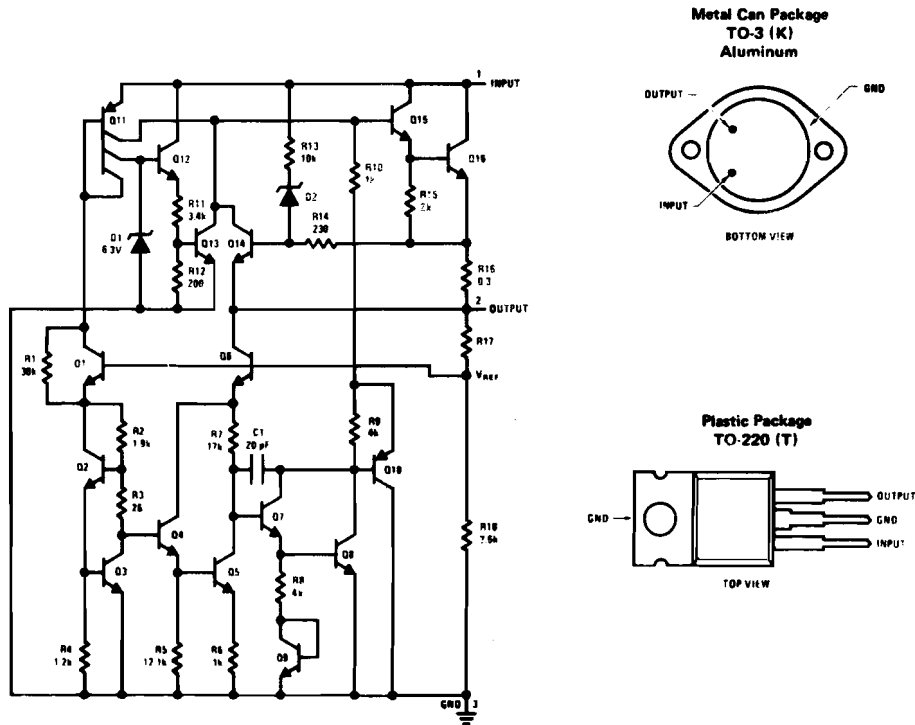 Metal Can Package
TO-3 (K)
Aluminum
OUTPUT
GND
INPUT
BOTTOM VIEW
1
INPUT
Q11
Q12
Q15
Q16
R13
10k
R10
D2
R11
3.4k
R14
230
R15
D1
6.3V
Q13
Q14
R12
200
R16
0.3
2
OUTPUT
R17
R1
30k
Q1
Q6
VREF
R2
1.9k
R7
17k
C1
20 pF
R9
4k
Q10
Q2
R3
26
Q7
Q4
Q8
R18
Q3
Q5
R8
4k
R4
1.2k
R5
12.1k
R6
1k
Q9
GND
3
Plastic Package
TO-220 (T)
GND
OUTPUT
GND
INPUT
TOP VIEW